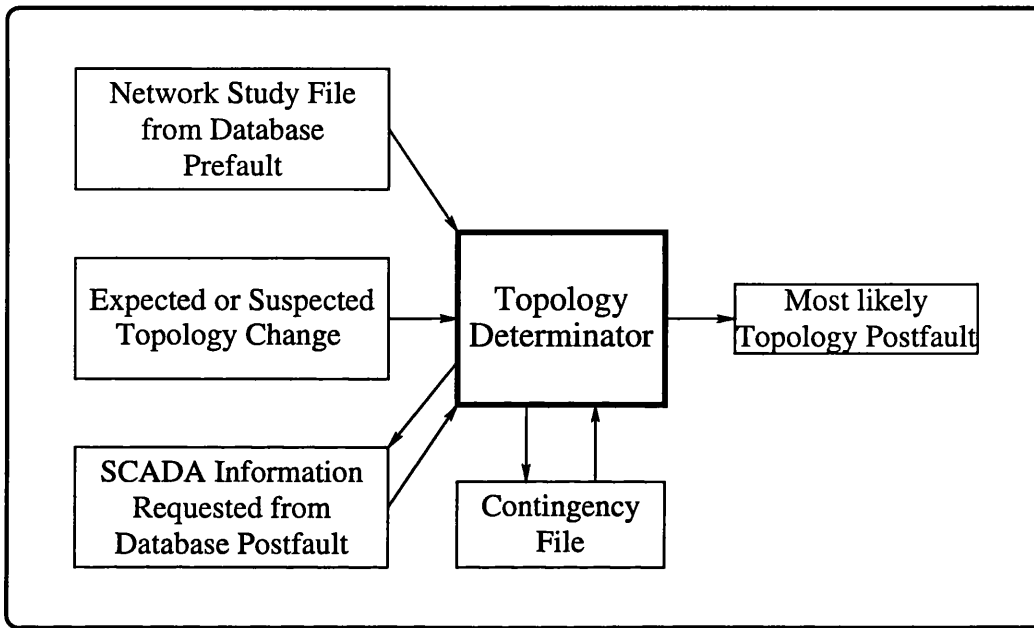 Network Study File
from Database
Prefault
Expected or Suspected
Topology Change
SCADA Information
Requested from
Database Postfault
Topology
Determinator
Contingency
File
Most likely
Topology Postfault